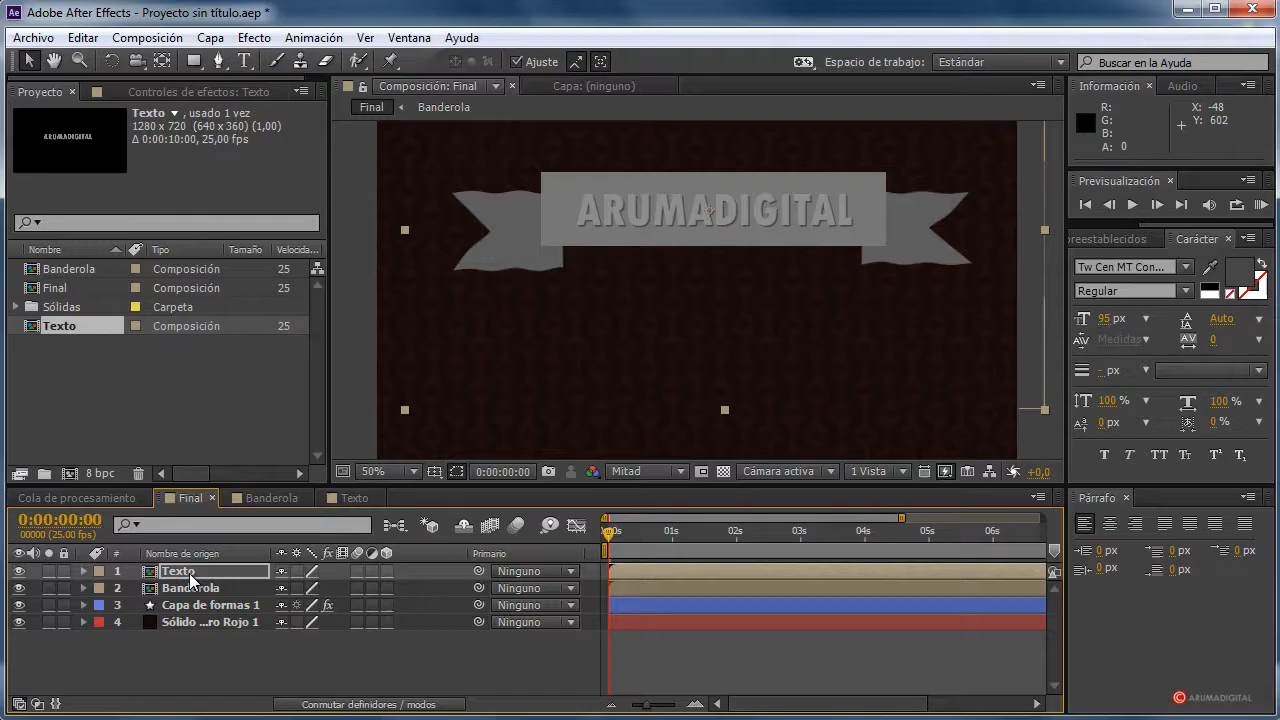 Adobe After Effects - Proyecto sin título.aep *
Archivo Editar Composición Capa Efecto Animación Ver Ventana Ayuda
Ajuste Espacio de trabajo: Estándar Buscar en la Ayuda
Proyecto Controles de efectos: Texto Composición: Final Capa: (ninguno) Información Audio
Final Banderola
Texto , usado 1 vez
1280 x 720 (640 x 360) (1,00)
Δ 0:00:10:00, 25,00 fps
ARUMADIGITAL
R:
G:
B:
A: 0
X: -48
Y: 602
ARUMADIGITAL
Previsualización
reestablecidos Carácter
Nombre Tipo Tamaño Velocida...
Banderola Composición 25
Final Composición 25
Sólidas Carpeta
Texto Composición 25
Tw Cen MT Con...
Regular
95 px Auto
Medidas 0
- px
100 % 100 %
0 px 0 %
8 bpc
50% 0:00:00:00 Mitad Cámara activa 1 Vista +0,0
Cola de procesamiento Final Banderola Texto Párrafo
0:00:00:00
00000 (25.00 fps)
00s 01s 02s 03s 04s 05s 06s
# Nombre de origen fx Primario
1 Texto Ninguno
2 Banderola Ninguno
3 Capa de formas 1 fx Ninguno
4 Sólido ...ro Rojo 1 Ninguno
0 px 0 px 0 px
0 px 0 px
Conmutar definidores / modos
© ARUMADIGITAL